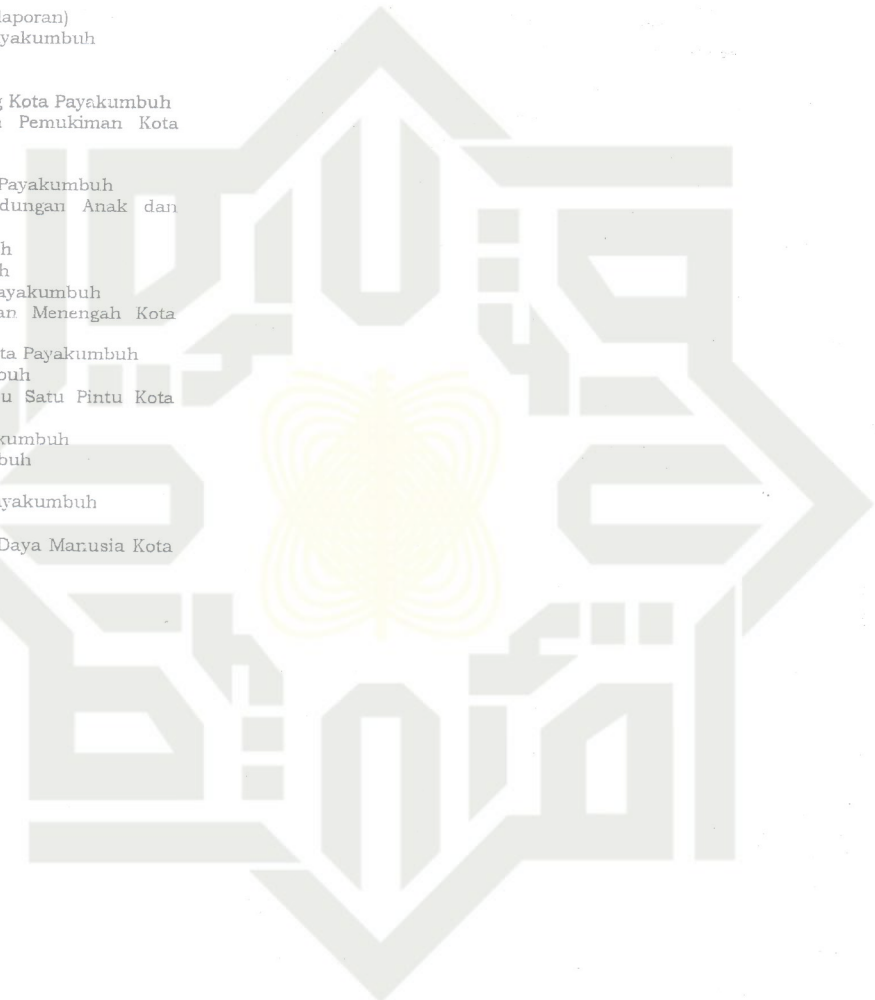 laporan)
yakumbuh
Kota Payakumbuh
Pemukiman Kota
Payakumbuh
dungan Anak dan
h
h
ayakumbuh
an Menengah Kota
ta Payakumbuh
buh
u Satu Pintu Kota
kumbuh
buh
yakumbuh
Daya Manusia Kota